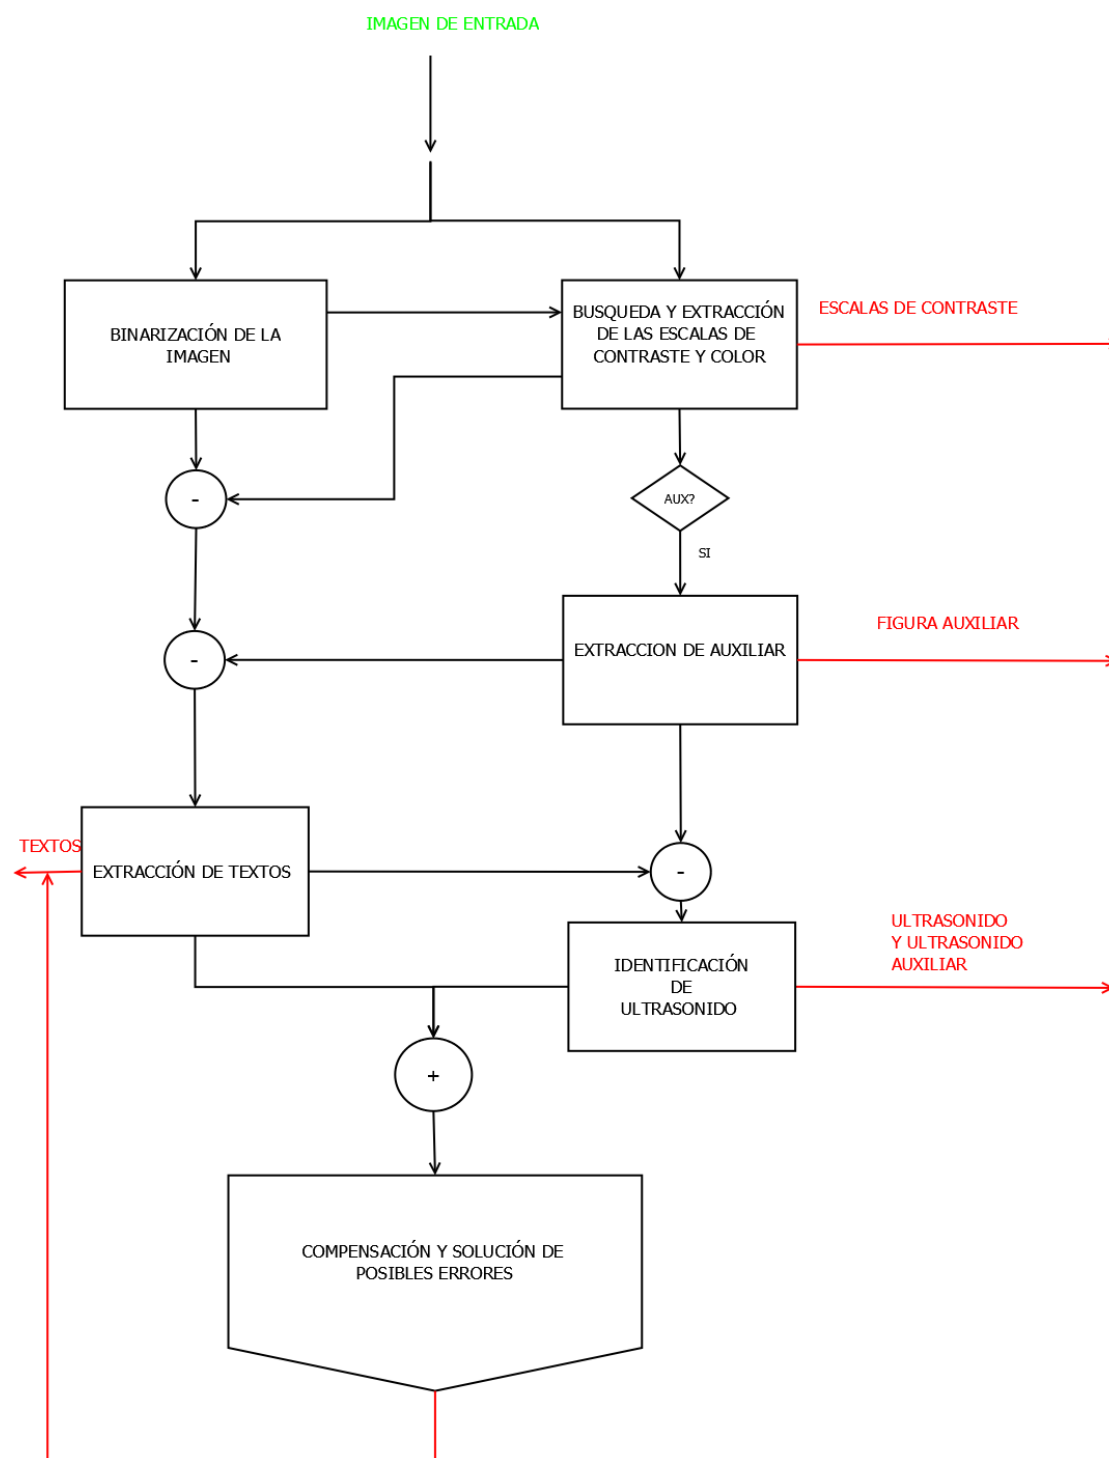 IMAGEN DE ENTRADA
BINARIZACIÓN DE LA
IMAGEN
BUSQUEDA Y EXTRACCIÓN
DE LAS ESCALAS DE
CONTRASTE Y COLOR
ESCALAS DE CONTRASTE
-
AUX?
SI
-
EXTRACCION DE AUXILIAR
FIGURA AUXILIAR
TEXTOS
EXTRACCIÓN DE TEXTOS
-
IDENTIFICACIÓN
DE
ULTRASONIDO
ULTRASONIDO
Y ULTRASONIDO
AUXILIAR
+
COMPENSACIÓN Y SOLUCIÓN DE
POSIBLES ERRORES